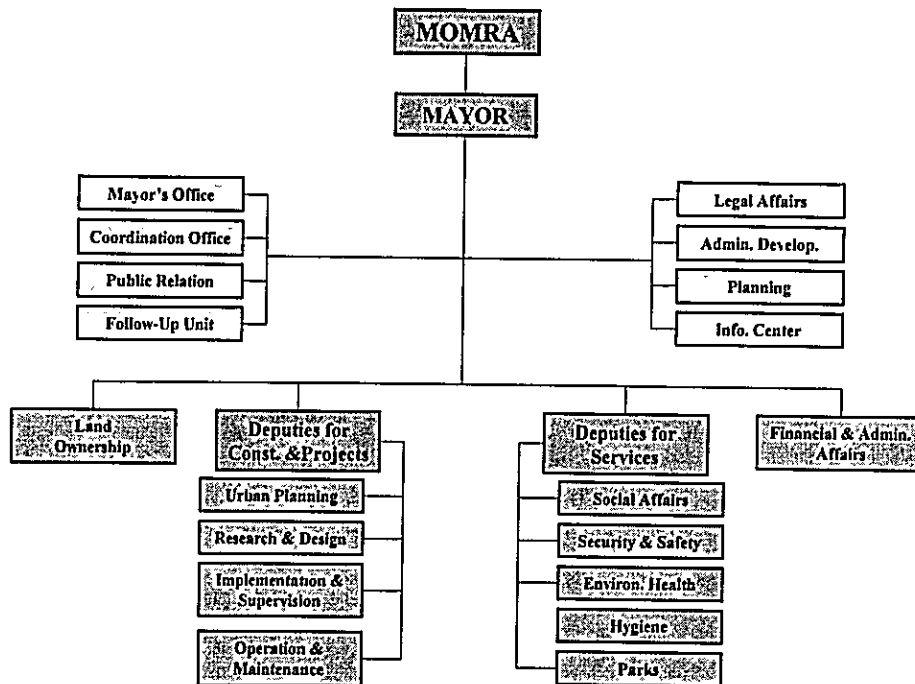 MOMRA
MAYOR
Mayor's Office
Coordination Office
Public Relation
Follow-Up Unit
Legal Affairs
Admin. Develop.
Planning
Info. Center
Land
Ownership
Deputies for
Const. &Projects
Urban Planning
Research & Design
Implementation &
Supervision
Operation &
Maintenance
Deputies for
Services
Social Affairs
Security & Safety
Environ. Health
Hygiene
Parks
Financial & Admin.
Affairs